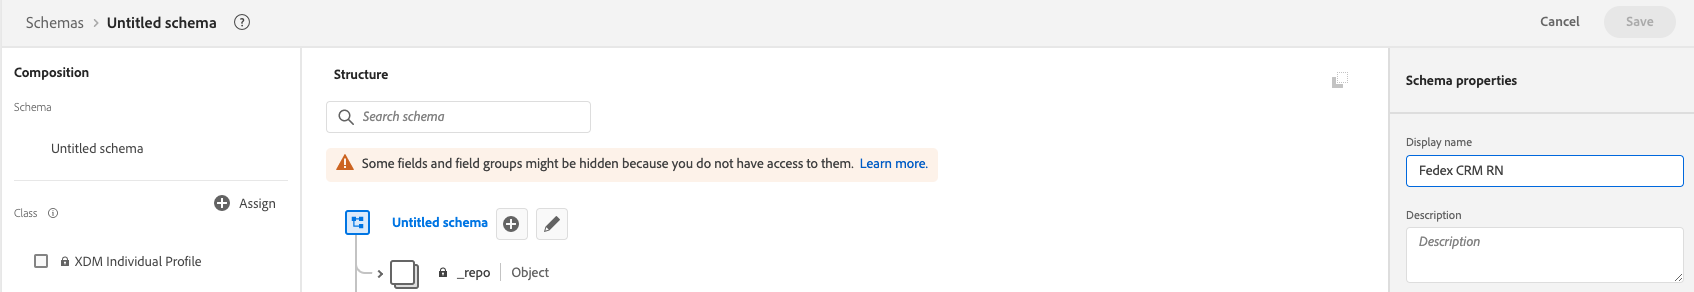 Schemas > Untitled schema ?
Cancel
Save
Composition
Schema
Untitled schema
Class
Assign
XDM Individual Profile
Structure
Search schema
Some fields and field groups might be hidden because you do not have access to them. Learn more.
Untitled schema
_repo | Object
Schema properties
Display name
Fedex CRM RN
Description
Description